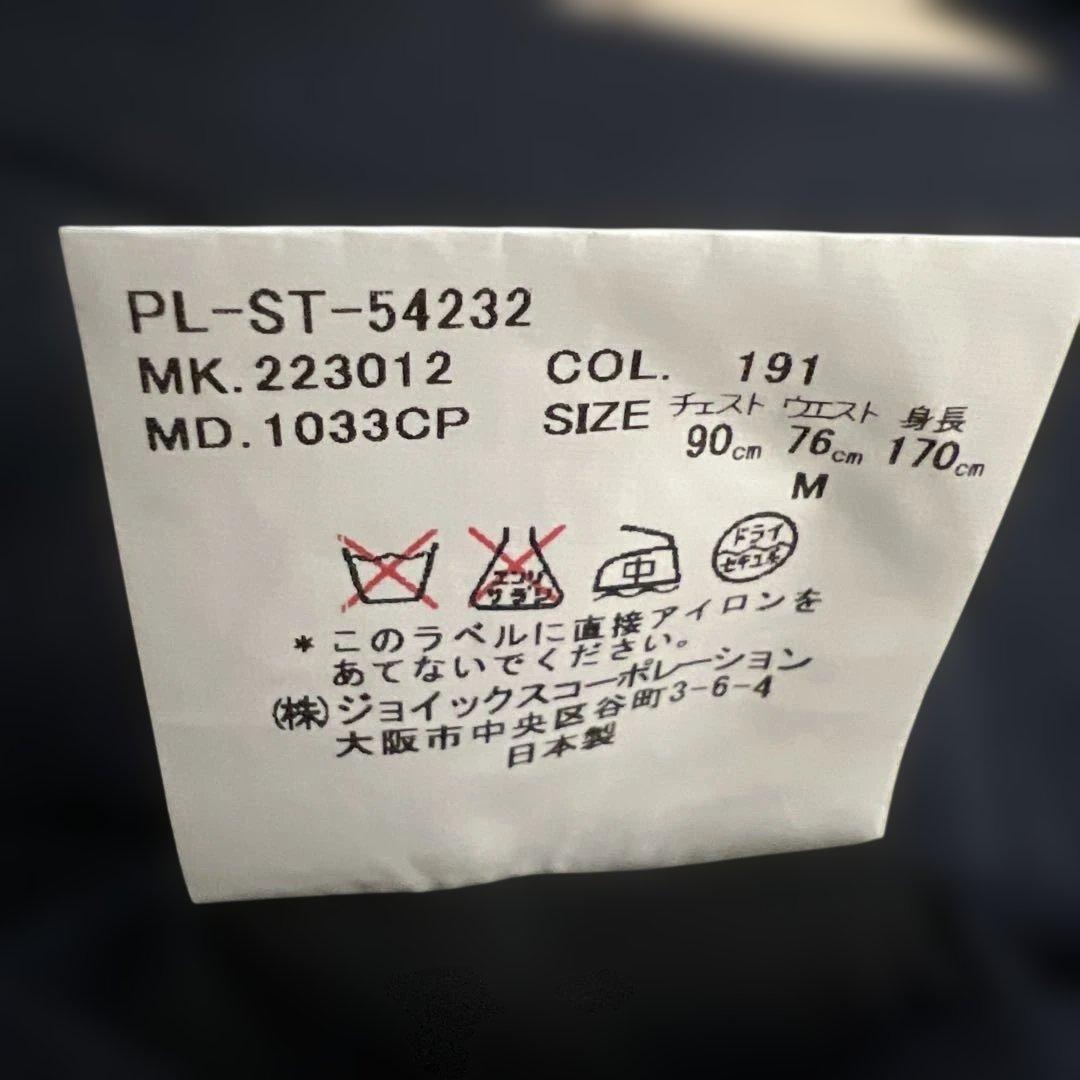 PL-ST-54232
MK.223012 COL. 191
MD.1033CP SIZE チェスト ウエスト 身長
90cm 76cm 170cm
M
エンソ サラシ 中 ドライ セキユ系
* このラベルに直接アイロンを
あてないでください。
(株)ジョイックスコーポレーション
大阪市中央区谷町3-6-4
日本製